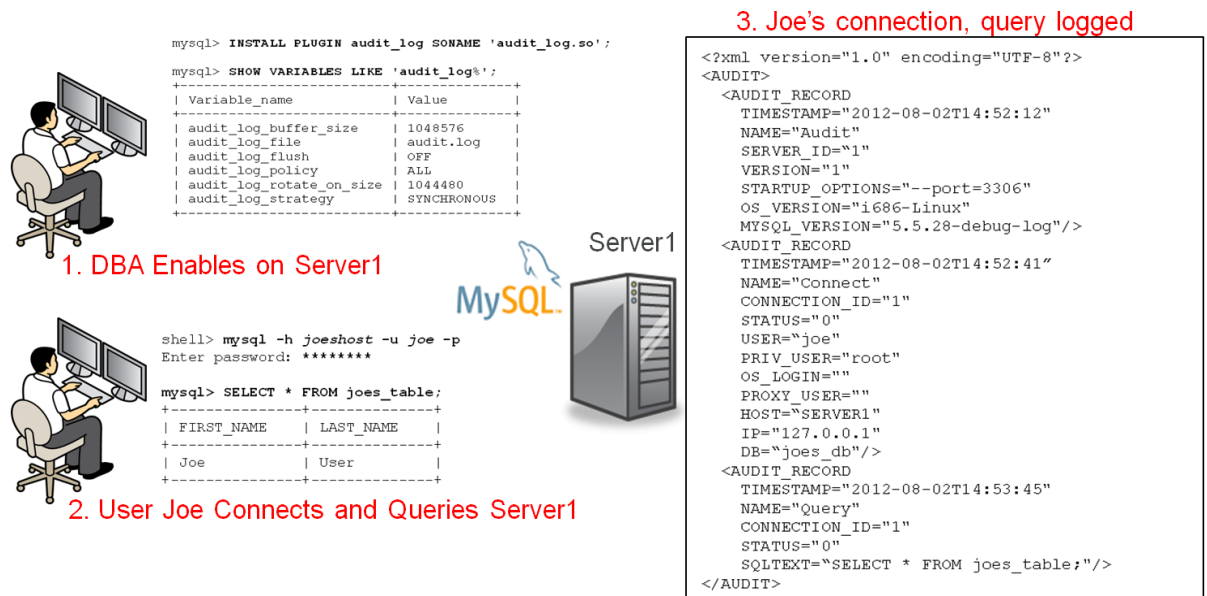 mysql> INSTALL PLUGIN audit_log SONAME 'audit_log.so';
mysql> SHOW VARIABLES LIKE 'audit_log%';
+--------------------------+-------------+
| Variable_name | Value |
+--------------------------+-------------+
| audit_log_buffer_size | 1048576 |
| audit_log_file | audit.log |
| audit_log_flush | OFF |
| audit_log_policy | ALL |
| audit_log_rotate_on_size | 1044480 |
| audit_log_strategy | SYNCHRONOUS |
+--------------------------+-------------+
1. DBA Enables on Server1
shell> mysql -h joeshost -u joe -p
Enter password: ********
mysql> SELECT * FROM joes_table;
+----------------+---------------+
| FIRST_NAME | LAST_NAME |
+----------------+---------------+
| Joe | User |
+----------------+---------------+
2. User Joe Connects and Queries Server1
MySQL™
Server1
3. Joe's connection, query logged
<?xml version="1.0" encoding="UTF-8"?>
<AUDIT>
<AUDIT_RECORD
TIMESTAMP="2012-08-02T14:52:12"
NAME="Audit"
SERVER_ID=“1"
VERSION="1"
STARTUP_OPTIONS="--port=3306"
OS_VERSION="i686-Linux"
MYSQL_VERSION="5.5.28-debug-log"/>
<AUDIT_RECORD
TIMESTAMP="2012-08-02T14:52:41”
NAME="Connect"
CONNECTION_ID="1"
STATUS="0"
USER="joe"
PRIV_USER="root"
OS_LOGIN=""
PROXY_USER=""
HOST=“SERVER1"
IP="127.0.0.1"
DB=“joes_db"/>
<AUDIT_RECORD
TIMESTAMP="2012-08-02T14:53:45"
NAME="Query"
CONNECTION_ID="1"
STATUS="0"
SQLTEXT=“SELECT * FROM joes_table;"/>
</AUDIT>